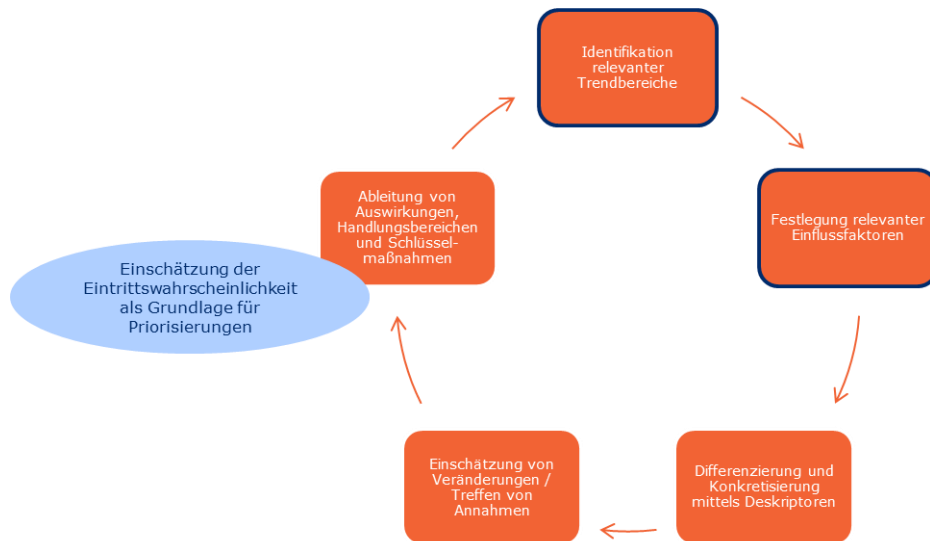 Identifikation
relevanter
Trendbereiche
Festlegung relevanter
Einflussfaktoren
Differenzierung und
Konkretisierung
mittels Deskriptoren
Einschätzung von
Veränderungen /
Treffen von
Annahmen
Ableitung von
Auswirkungen,
Handlungsbereichen
und Schlüssel-
maßnahmen
Einschätzung der
Eintrittswahrscheinlichkeit
als Grundlage für
Priorisierungen